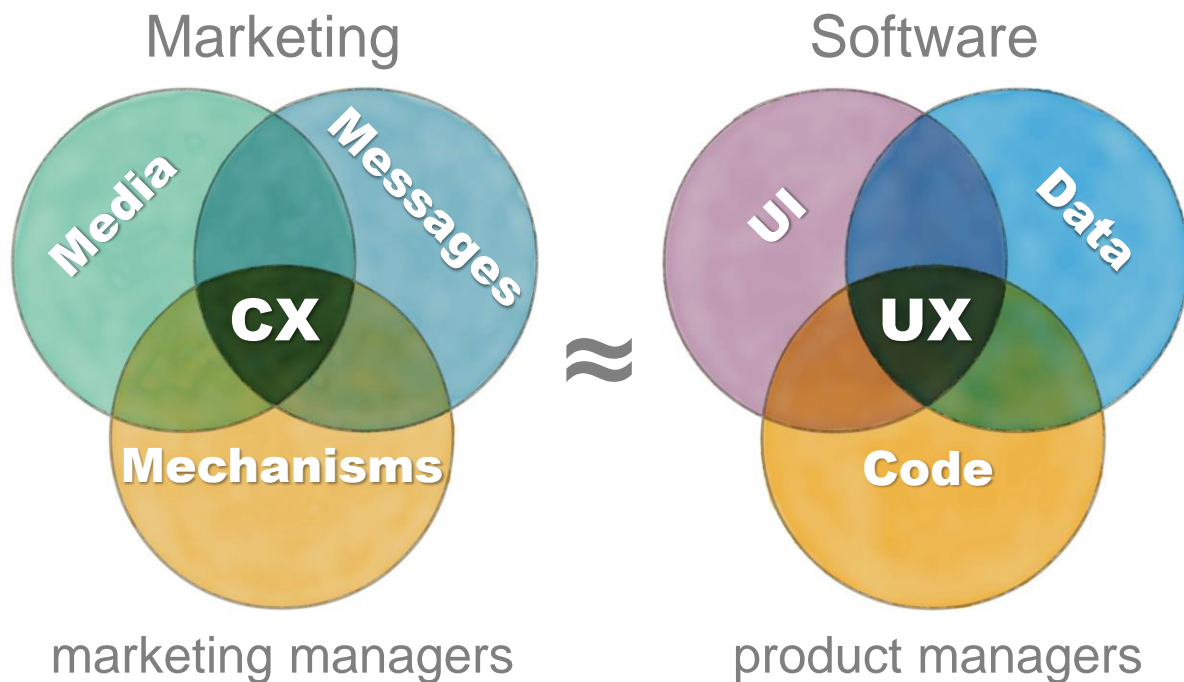 Marketing
Media
Messages
CX
Mechanisms
marketing managers
≈
Software
UI
Data
UX
Code
product managers